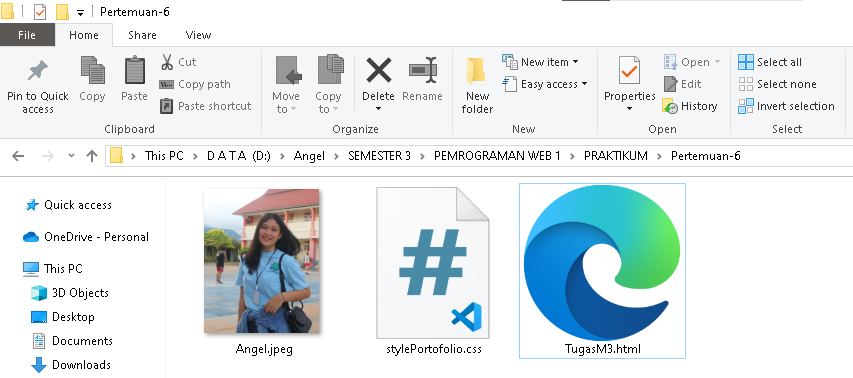 Pertemuan-6
File Home Share View
Pin to Quick access
Copy
Paste
Cut
Copy path
Paste shortcut
Clipboard
Move to
Copy to
Delete
Rename
Organize
New folder
New item
Easy access
New
Properties
Open
Edit
History
Open
Select all
Select none
Invert selection
Select
This PC > D A T A (D:) > Angel > SEMESTER 3 > PEMROGRAMAN WEB 1 > PRAKTIKUM > Pertemuan-6
Quick access
OneDrive - Personal
This PC
3D Objects
Desktop
Documents
Downloads
#
Angel.jpeg
stylePortofolio.css
TugasM3.html